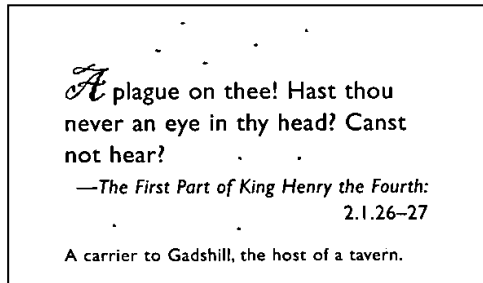 A plague on thee! Hast thou
never an eye in thy head? Canst
not hear?
—The First Part of King Henry the Fourth:
2.1.26–27
A carrier to Gadshill, the host of a tavern.